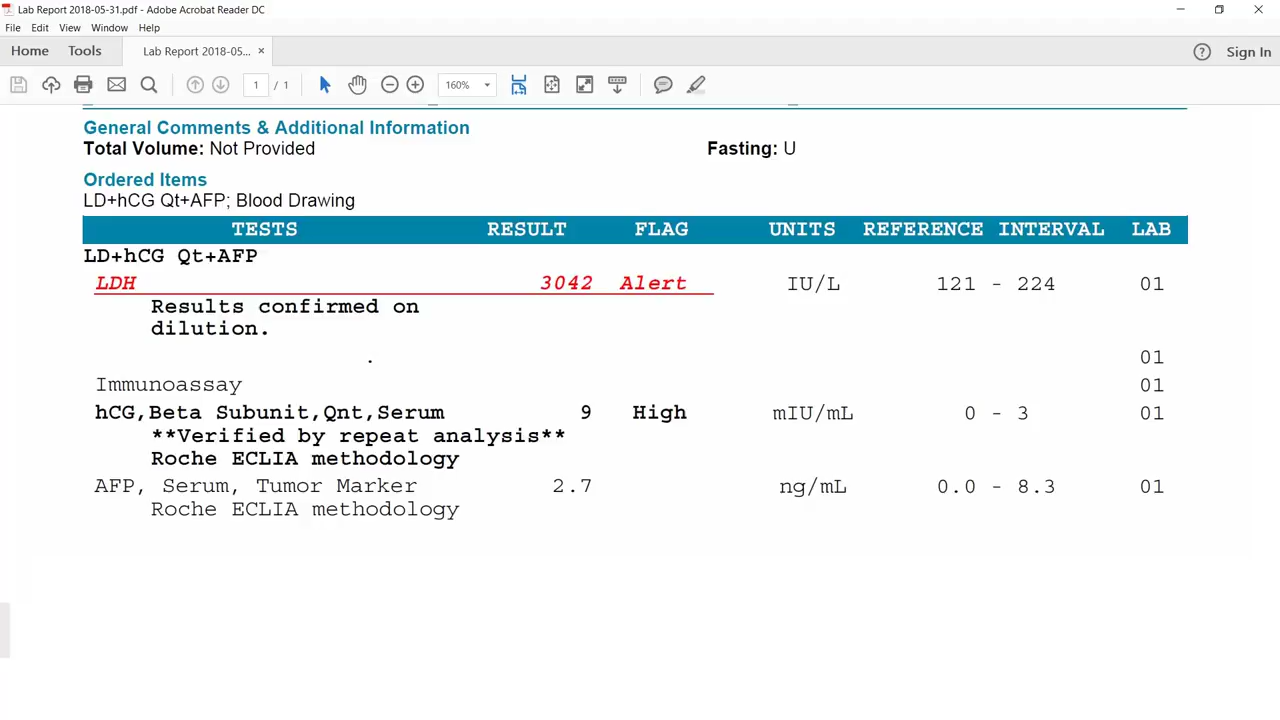 Lab Report 2018-05-31.pdf - Adobe Acrobat Reader DC
File Edit View Window Help
Home Tools Lab Report 2018-05... × Sign In
1 / 1 160%
General Comments & Additional Information
Total Volume: Not Provided Fasting: U
Ordered Items
LD+hCG Qt+AFP; Blood Drawing
TESTS RESULT FLAG UNITS REFERENCE INTERVAL LAB
LD+hCG Qt+AFP
LDH 3042 Alert IU/L 121 - 224 01
Results confirmed on
dilution.
. 01
Immunoassay 01
hCG,Beta Subunit,Qnt,Serum 9 High mIU/mL 0 - 3 01
**Verified by repeat analysis**
Roche ECLIA methodology
AFP, Serum, Tumor Marker 2.7 ng/mL 0.0 - 8.3 01
Roche ECLIA methodology